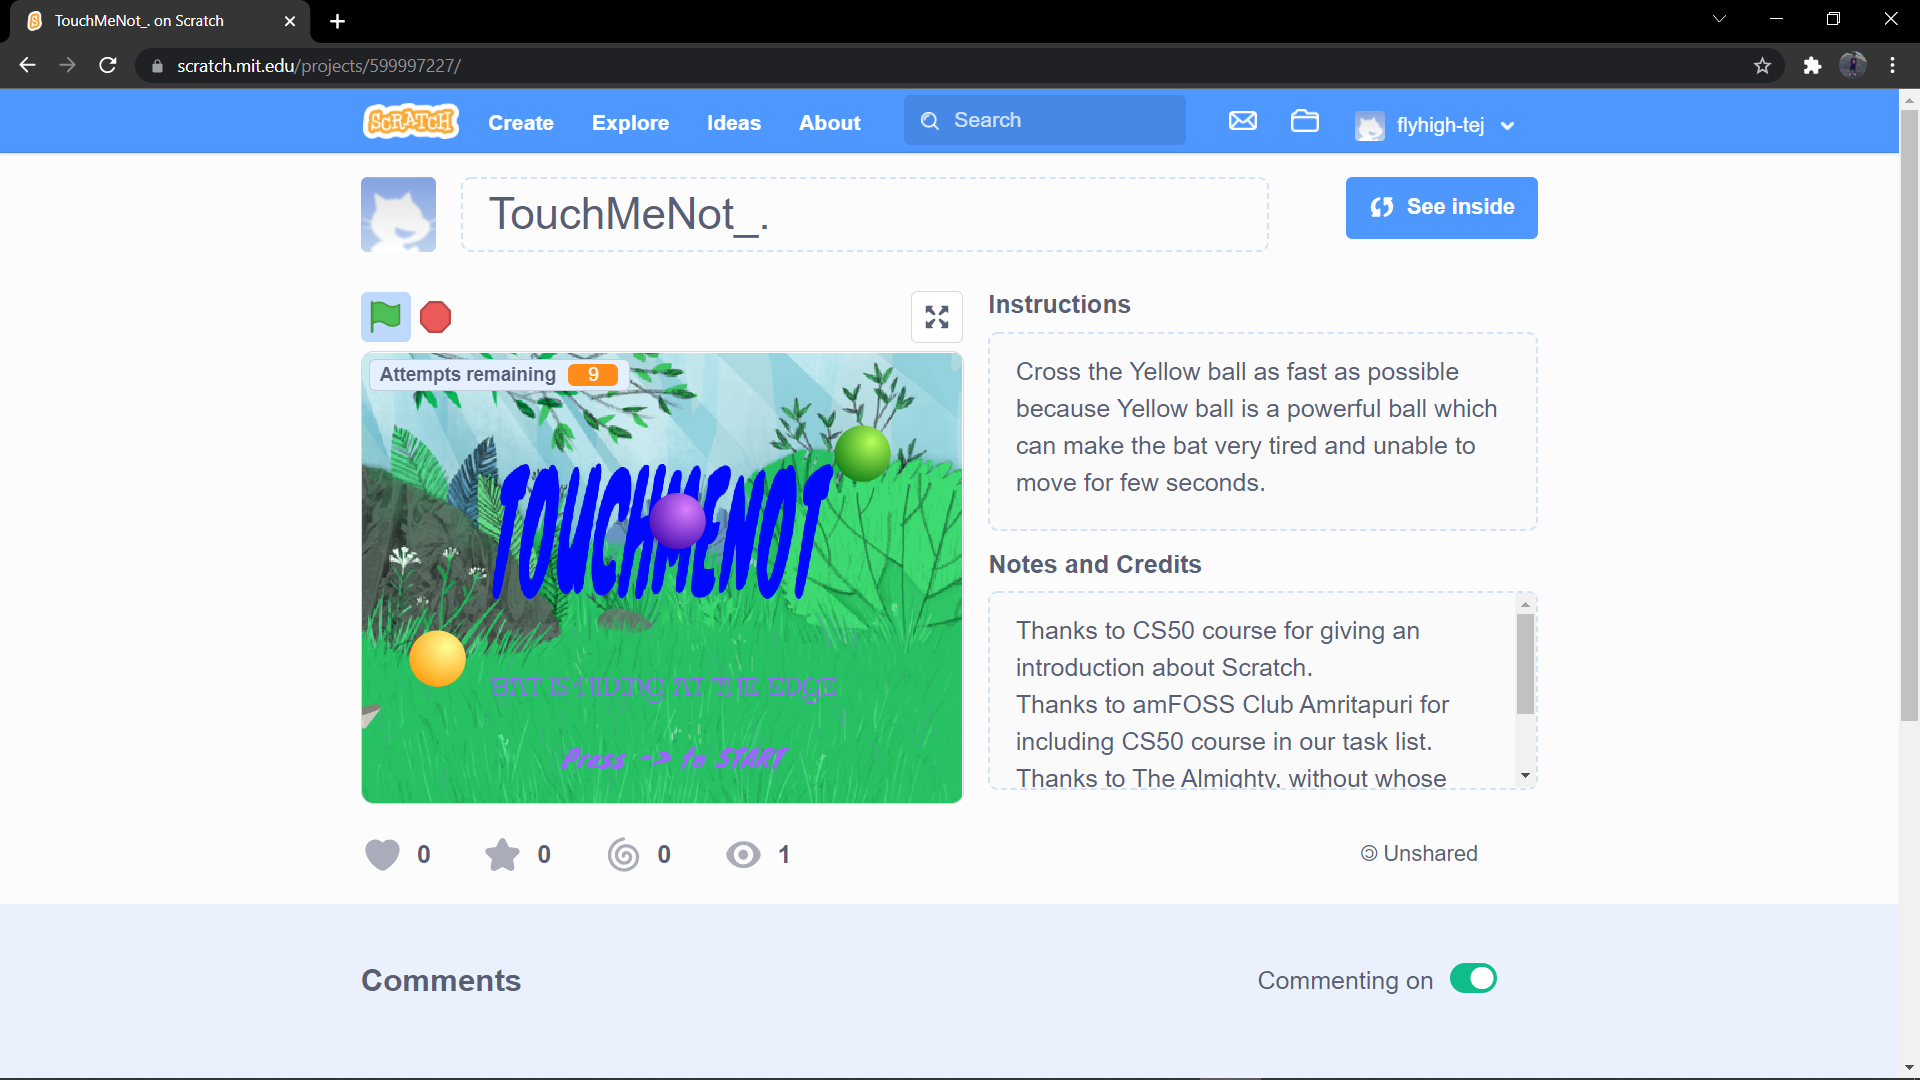 TouchMeNot_. on Scratch
scratch.mit.edu/projects/599997227/
SCRATCH Create Explore Ideas About Search flyhigh-tej
TouchMeNot_.
See inside
Attempts remaining 9
TOUCHMENOT
BAT IS HIDING AT THE EDGE
Press -> to START
Instructions
Cross the Yellow ball as fast as possible
because Yellow ball is a powerful ball which
can make the bat very tired and unable to
move for few seconds.
Notes and Credits
Thanks to CS50 course for giving an
introduction about Scratch.
Thanks to amFOSS Club Amritapuri for
including CS50 course in our task list.
Thanks to The Almighty, without whose
0 0 0 1
Unshared
Comments
Commenting on